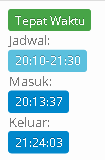 Tepat Waktu
Jadwal:
20:10-21:30
Masuk:
20:13:37
Keluar:
21:24:03